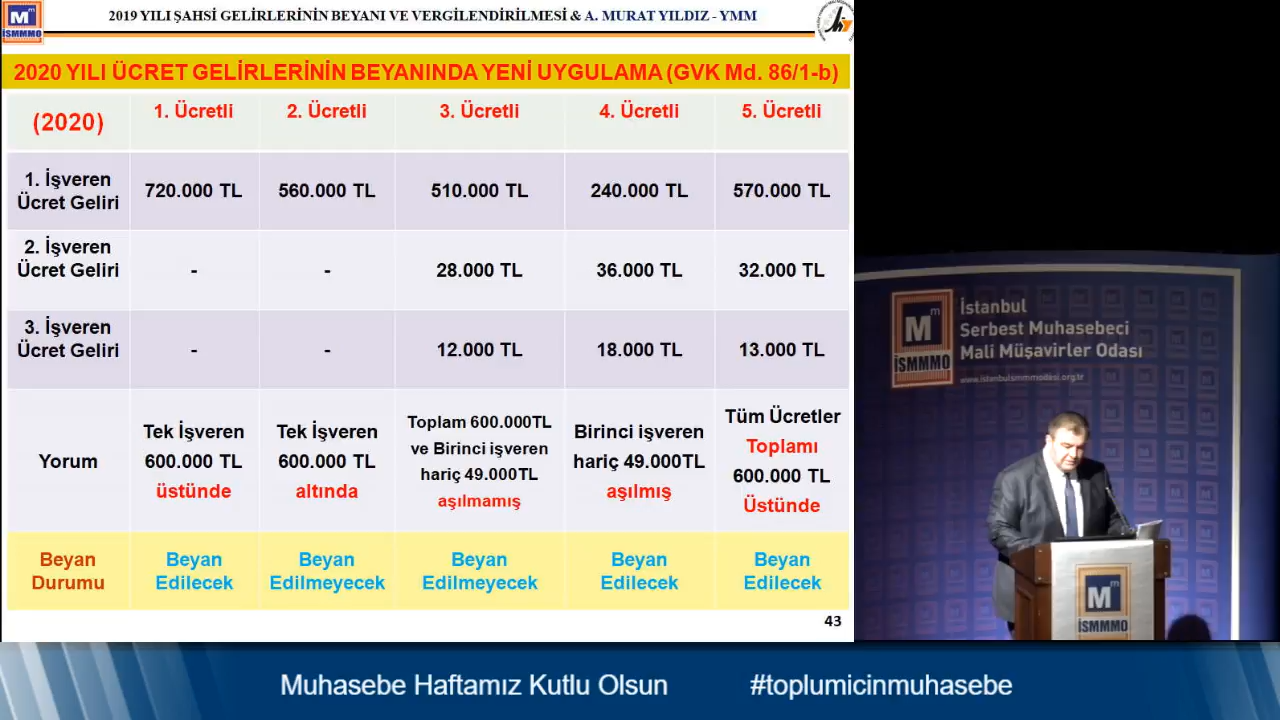 2019 YILI ŞAHSİ GELİRLERİNİN BEYANI VE VERGİLENDİRİLMESİ & A. MURAT YILDIZ - YMM
M m
İSMMMO
2020 YILI ÜCRET GELİRLERİNİN BEYANINDA YENİ UYGULAMA (GVK Md. 86/1-b)
(2020) 1. Ücretli 2. Ücretli 3. Ücretli 4. Ücretli 5. Ücretli
1. İşveren
Ücret Geliri 720.000 TL 560.000 TL 510.000 TL 240.000 TL 570.000 TL
2. İşveren
Ücret Geliri - - 28.000 TL 36.000 TL 32.000 TL
3. İşveren
Ücret Geliri - - 12.000 TL 18.000 TL 13.000 TL
Yorum
Tek İşveren
600.000 TL
üstünde
Tek İşveren
600.000 TL
altında
Toplam 600.000TL
ve Birinci işveren
hariç 49.000TL
aşılmamış
Birinci işveren
hariç 49.000TL
aşılmış
Tüm Ücretler
Toplamı
600.000 TL
Üstünde
Beyan
Durumu
Beyan
Edilecek
Beyan
Edilmeyecek
Beyan
Edilmeyecek
Beyan
Edilecek
Beyan
Edilecek
43
M m
İSMMMO
İstanbul
Serbest Muhasebeci
Mali Müşavirler Odası
www.istanbulsmmmodasi.org.tr
M m
İSMMMO
Muhasebe Haftamız Kutlu Olsun
#toplumicinmuhasebe